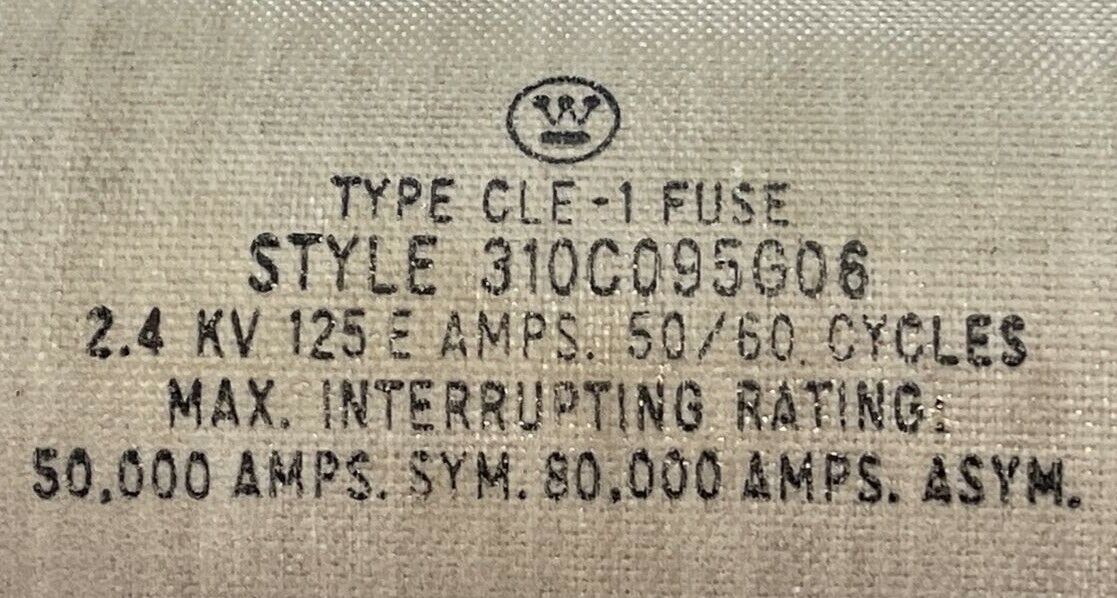 TYPE CLE-1 FUSE
STYLE 310C095G06
2.4 KV 125 E AMPS. 50/60 CYCLES
MAX. INTERRUPTING RATING:
50,000 AMPS. SYM. 80,000 AMPS. ASYM.